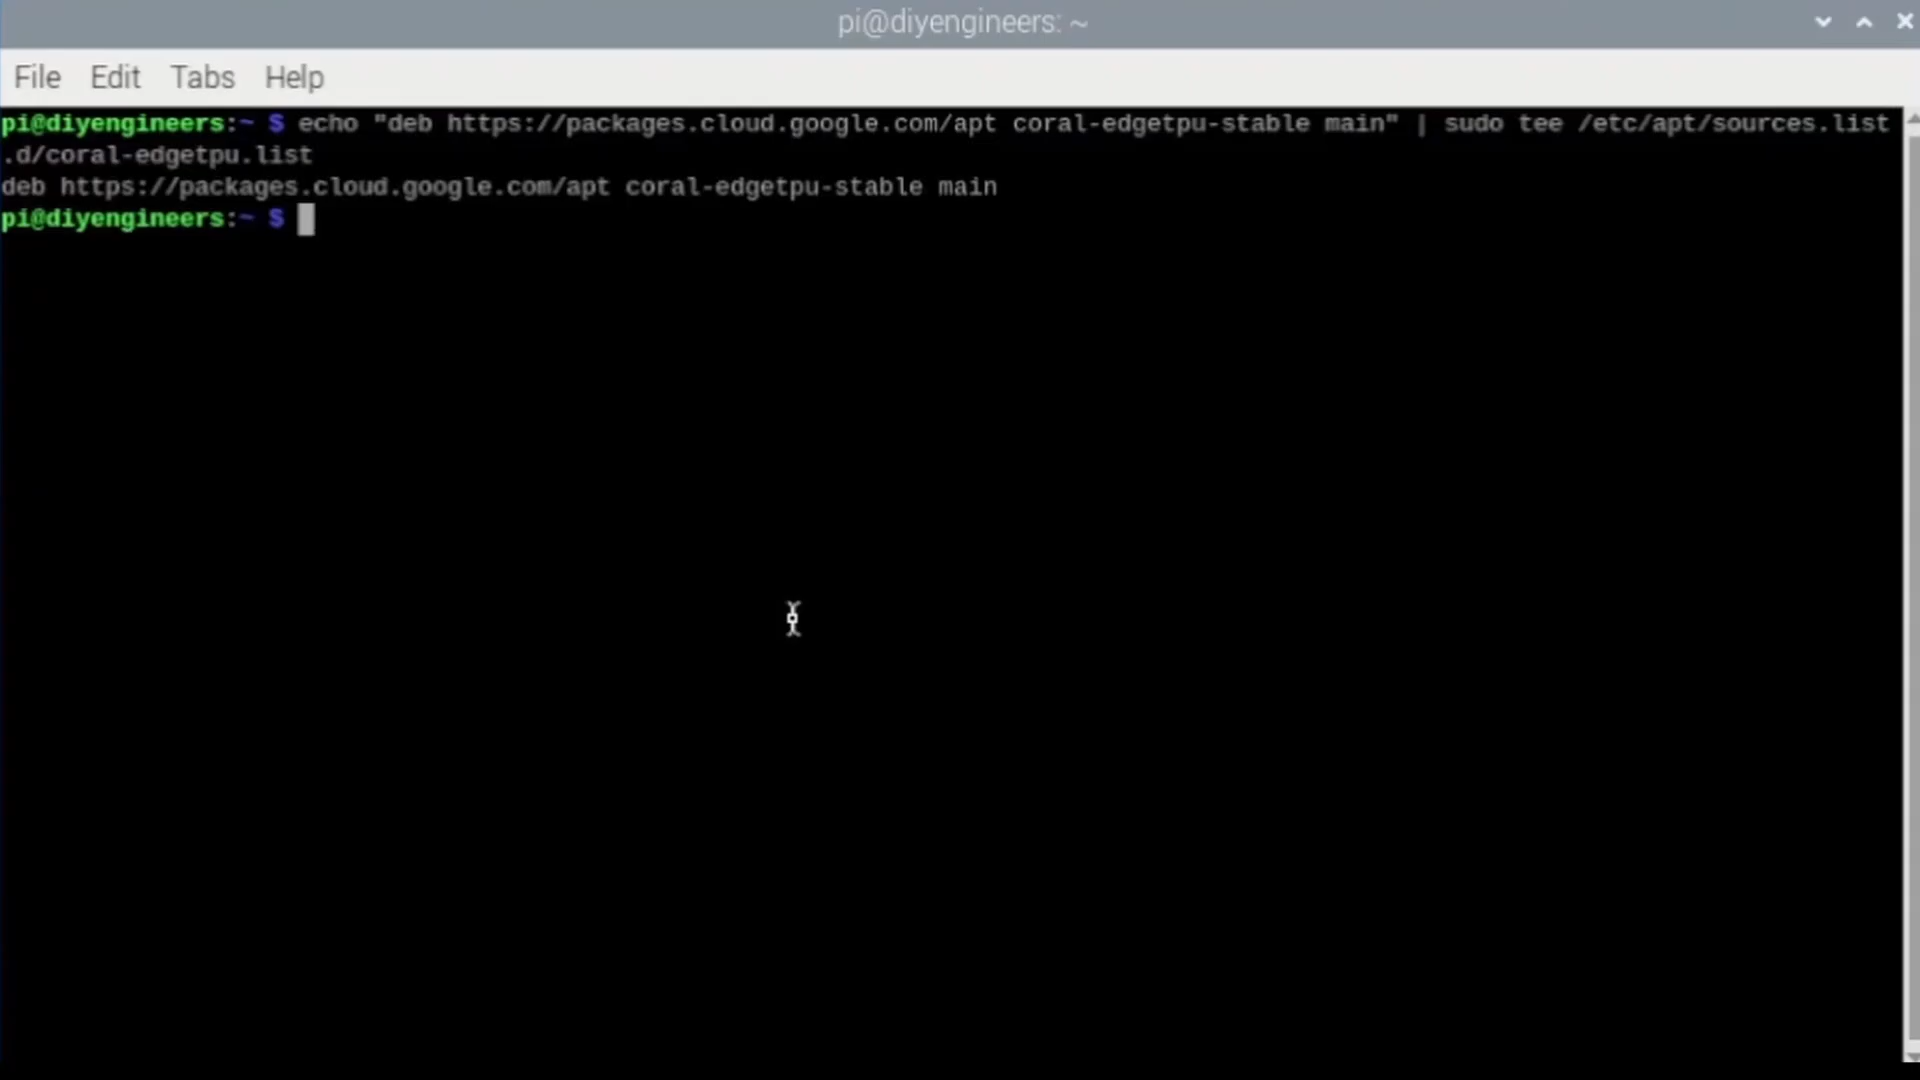 pi@diyengineers: ~
File Edit Tabs Help
pi@diyengineers:~ $ echo "deb https://packages.cloud.google.com/apt coral-edgetpu-stable main" | sudo tee /etc/apt/sources.list
.d/coral-edgetpu.list
deb https://packages.cloud.google.com/apt coral-edgetpu-stable main
pi@diyengineers:~ $